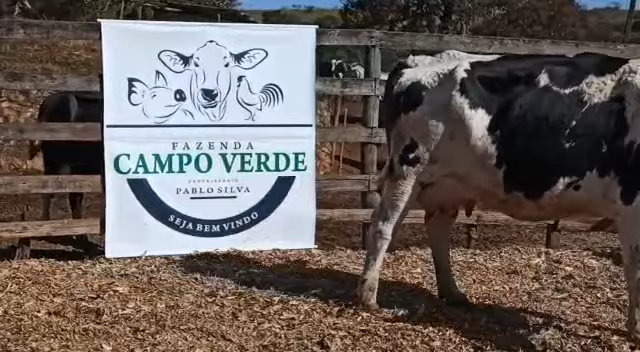 FAZENDA
CAMPO VERDE
PROPRIETÁRIO
PABLO SILVA
SEJA BEM VINDO